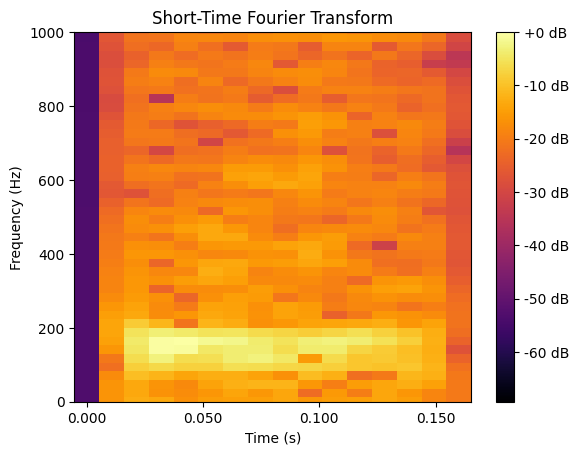 Short-Time Fourier Transform
1000
800
600
400
200
0
Frequency (Hz)
0.000
0.050
0.100
0.150
Time (s)
+0 dB
-10 dB
-20 dB
-30 dB
-40 dB
-50 dB
-60 dB